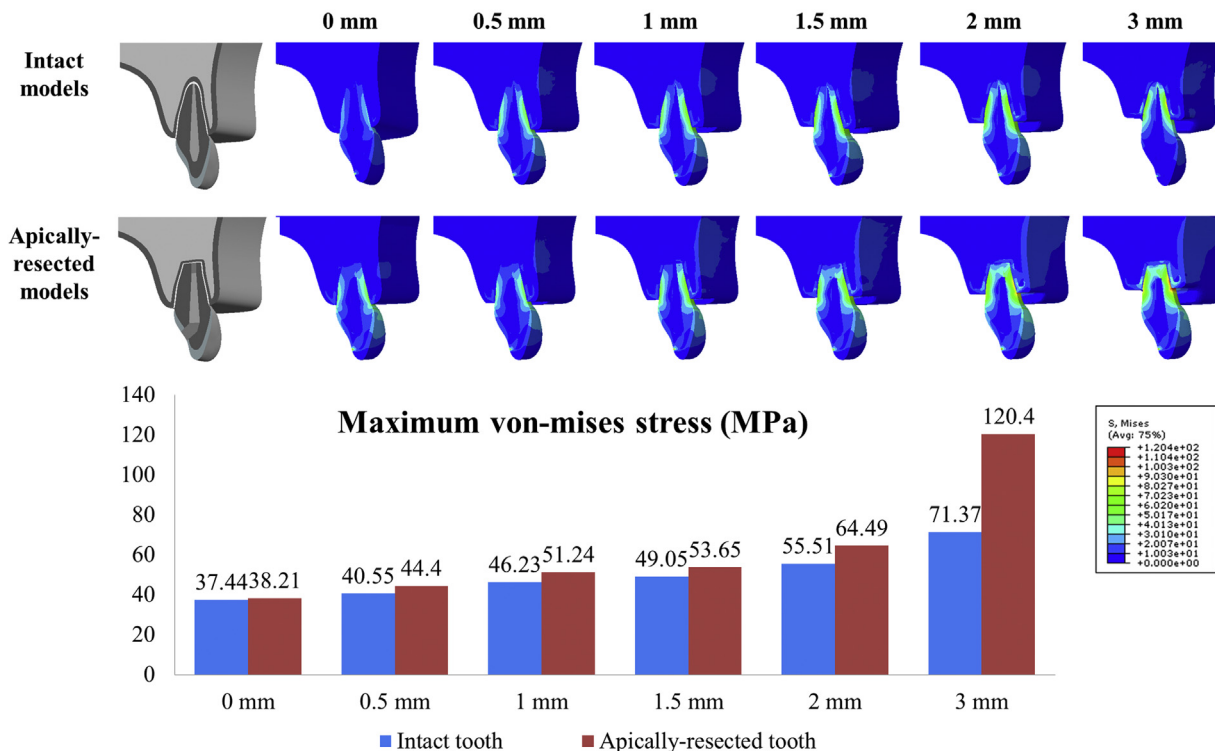 0 mm 0.5 mm 1 mm 1.5 mm 2 mm 3 mm
Intact
models
Apically-
resected
models
Maximum von-mises stress (MPa)
140
120
100
80
60
40
20
0
37.44 38.21 40.55 44.4 46.23 51.24 49.05 53.65 55.51 64.49 71.37 120.4
0 mm 0.5 mm 1 mm 1.5 mm 2 mm 3 mm
Intact tooth Apically-resected tooth
S, Mises
(Avg: 75%)
+1.204e+02
+1.104e+02
+1.003e+02
+9.030e+01
+8.027e+01
+7.023e+01
+6.020e+01
+5.017e+01
+4.013e+01
+3.010e+01
+2.007e+01
+1.003e+01
+0.000e+00